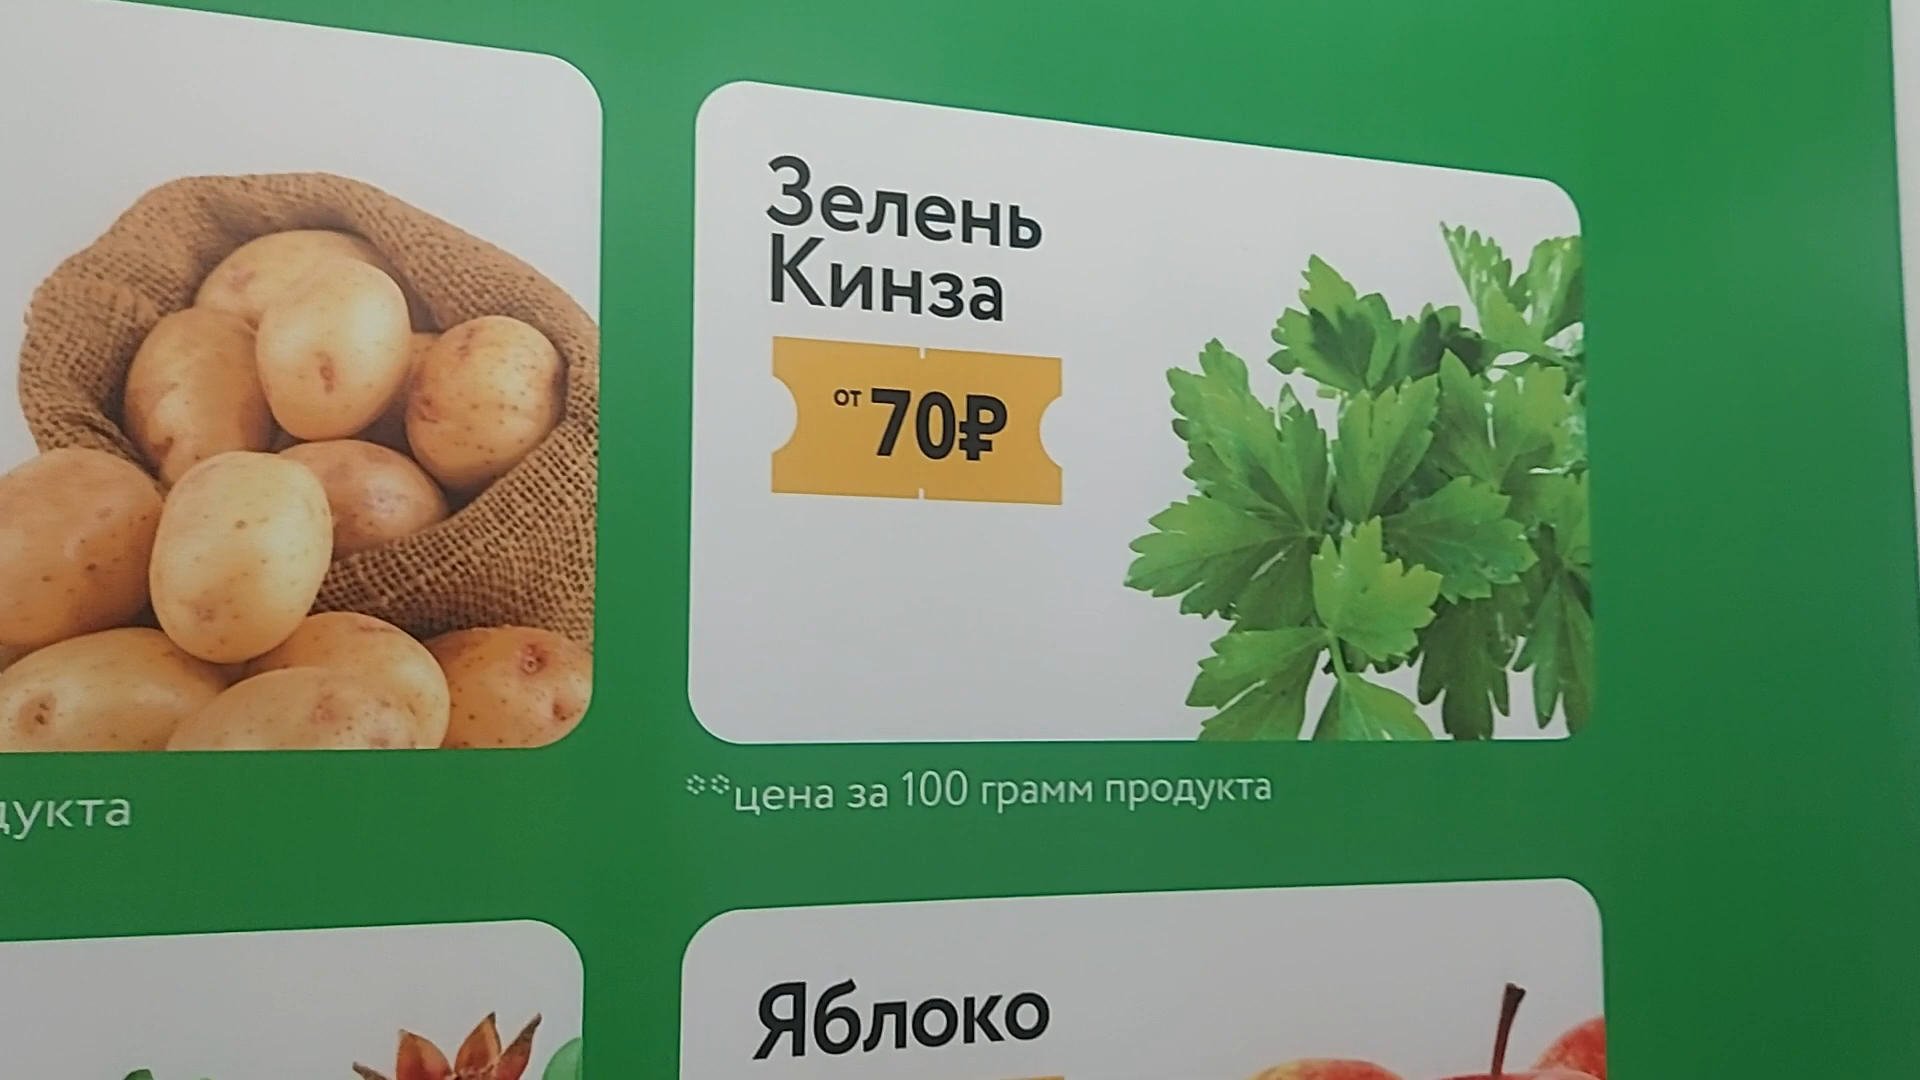 Зелень
Кинза
от 70₽
**цена за 100 грамм продукта
дукта
Яблоко